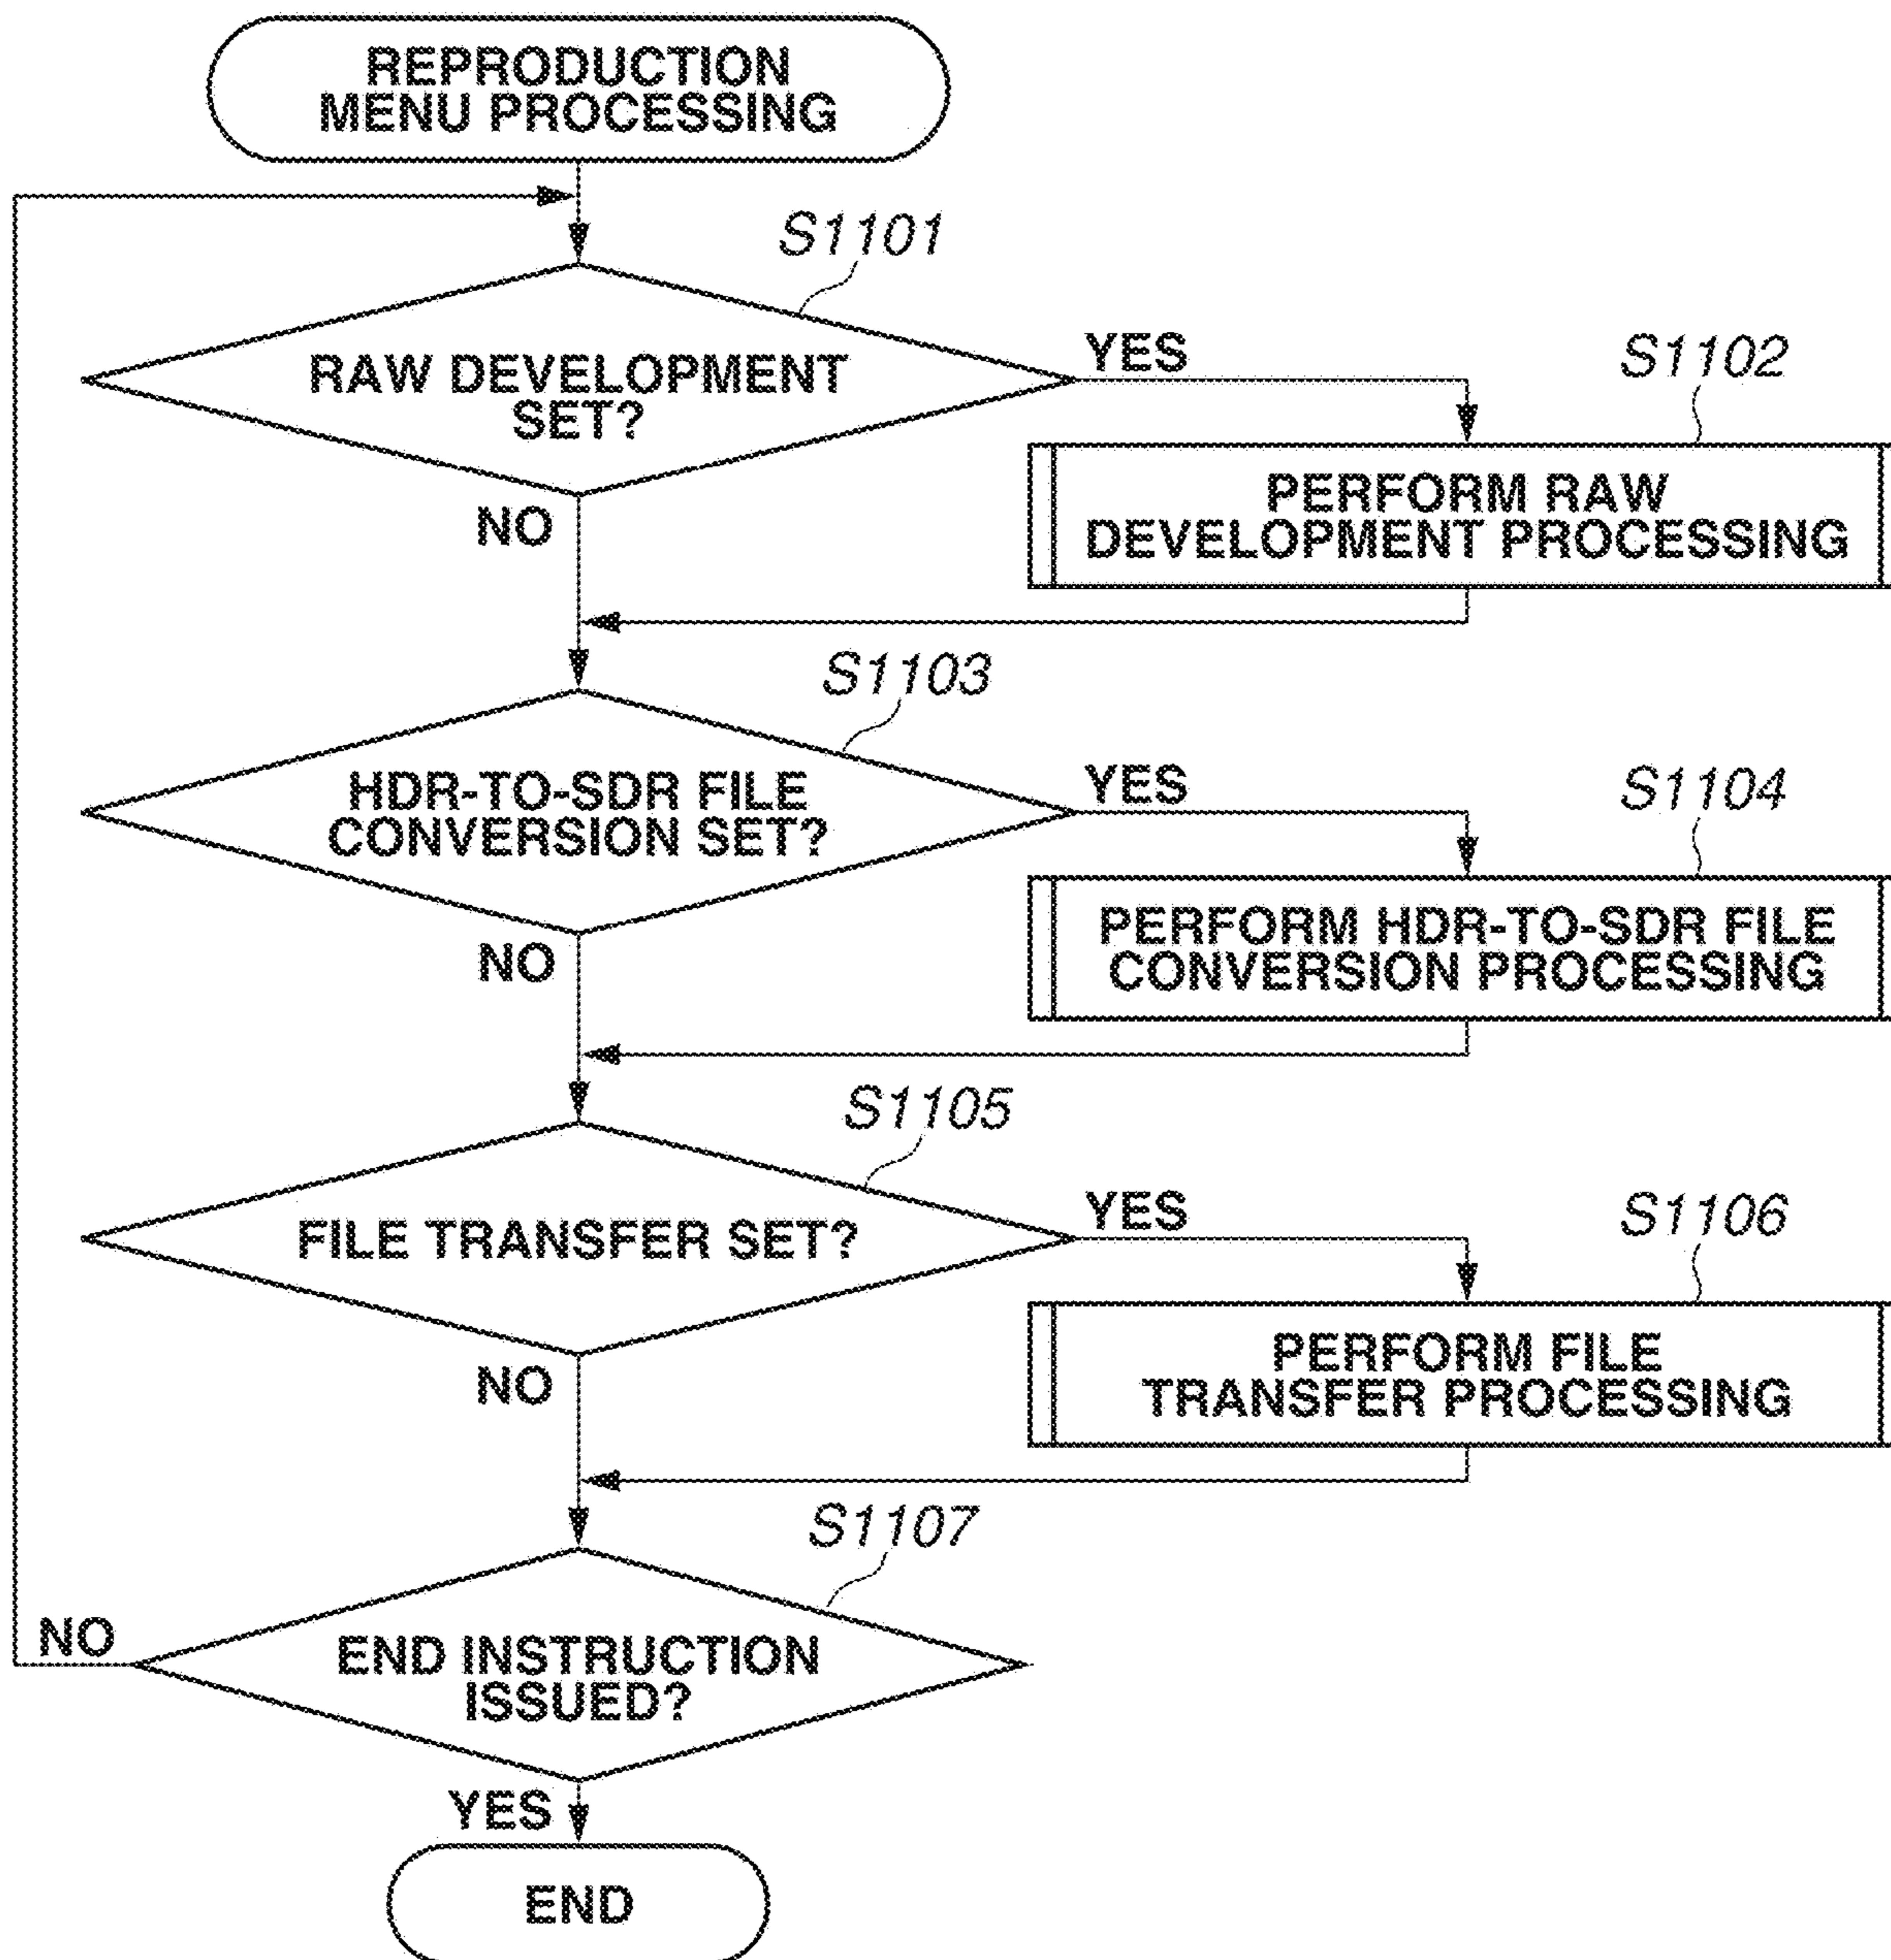 REPRODUCTION
MENU PROCESSING
S1101
RAW DEVELOPMENT
SET?
YES
S1102
PERFORM RAW
DEVELOPMENT PROCESSING
NO
S1103
HDR-TO-SDR FILE
CONVERSION SET?
YES
S1104
PERFORM HDR-TO-SDR FILE
CONVERSION PROCESSING
NO
S1105
FILE TRANSFER SET?
YES
S1106
PERFORM FILE
TRANSFER PROCESSING
NO
S1107
END INSTRUCTION
ISSUED?
NO
YES
END